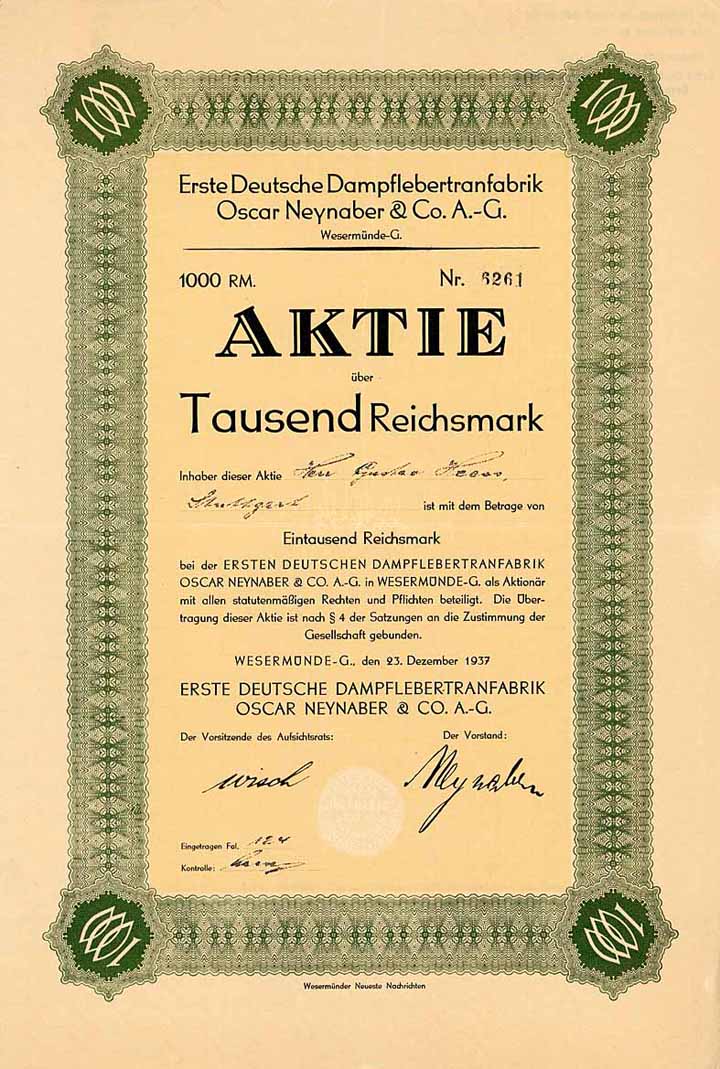 1000 1000
Erste Deutsche Dampflebertranfabrik
Oscar Neynaber & Co. A.-G.
Wesermünde-G.
1000 RM. Nr. 6261
AKTIE
über
Tausend Reichsmark
Inhaber dieser Aktie Herr Gustav
Stuttgart ist mit dem Betrage von
Eintausend Reichsmark
bei der ERSTEN DEUTSCHEN DAMPFLEBERTRANFABRIK
OSCAR NEYNABER & CO. A.-G. in WESERMÜNDE-G. als Aktionär
mit allen statutenmäßigen Rechten und Pflichten beteiligt. Die Über-
tragung dieser Aktie ist nach § 4 der Satzungen an die Zustimmung der
Gesellschaft gebunden.
WESERMÜNDE-G., den 23. Dezember 1937
ERSTE DEUTSCHE DAMPFLEBERTRANFABRIK
OSCAR NEYNABER & CO. A.-G.
Der Vorsitzende des Aufsichtsrats: Der Vorstand:
Wisch Neynaber
Eingetragen Fol. 124
Kontrolle:
1000 1000
Wesermünder Neueste Nachrichten